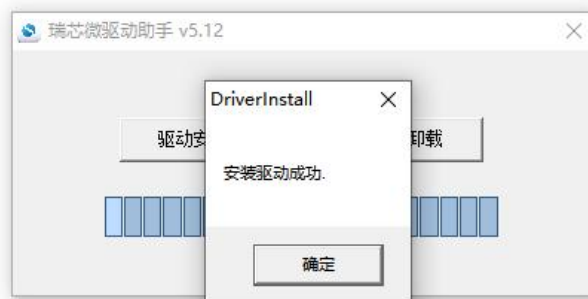 瑞芯微驱动助手 v5.12
DriverInstall
驱动安
卸载
安装驱动成功.
确定